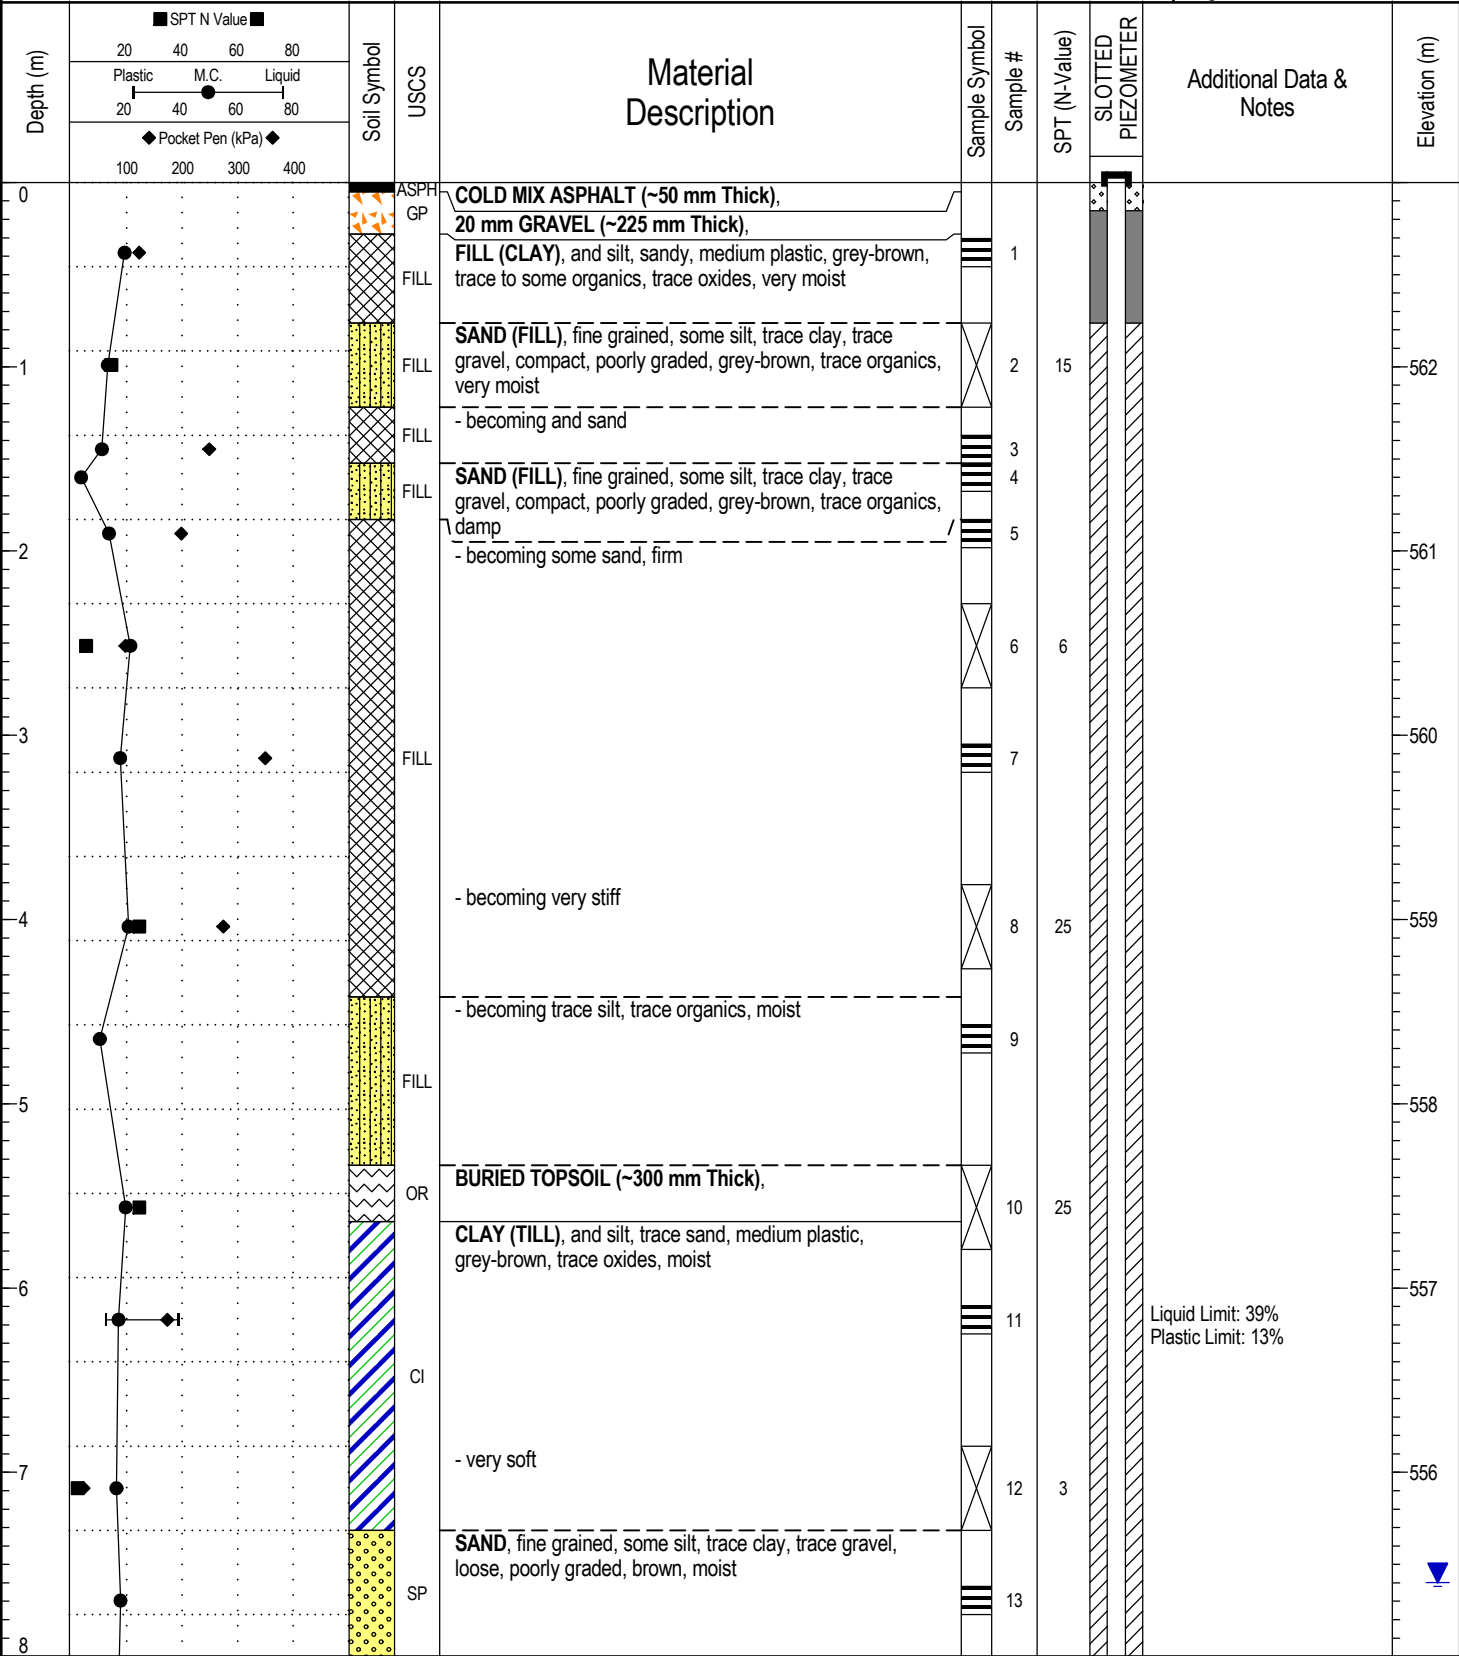 SPT N Value
20 40 60 80
Plastic M.C. Liquid
20 40 60 80
Pocket Pen (kPa)
100 200 300 400
Depth (m)
Soil Symbol
USCS
Material
Description
Sample Symbol
Sample #
SPT (N-Value)
SLOTTED
PIEZOMETER
Additional Data &
Notes
Elevation (m)
0
ASPH
COLD MIX ASPHALT (~50 mm Thick),
GP
20 mm GRAVEL (~225 mm Thick),
FILL
FILL (CLAY), and silt, sandy, medium plastic, grey-brown,
trace to some organics, trace oxides, very moist
1
SAND (FILL), fine grained, some silt, trace clay, trace
gravel, compact, poorly graded, grey-brown, trace organics,
very moist
1
FILL
2
15
562
- becoming and sand
FILL
3
SAND (FILL), fine grained, some silt, trace clay, trace
gravel, compact, poorly graded, grey-brown, trace organics,
damp
FILL
4
5
2
- becoming some sand, firm
561
6
6
3
560
FILL
7
- becoming very stiff
4
559
8
25
- becoming trace silt, trace organics, moist
9
FILL
5
558
BURIED TOPSOIL (~300 mm Thick),
OR
10
25
CLAY (TILL), and silt, trace sand, medium plastic,
grey-brown, trace oxides, moist
6
557
11
Liquid Limit: 39%
Plastic Limit: 13%
CI
- very soft
7
556
12
3
SAND, fine grained, some silt, trace clay, trace gravel,
loose, poorly graded, brown, moist
SP
13
8